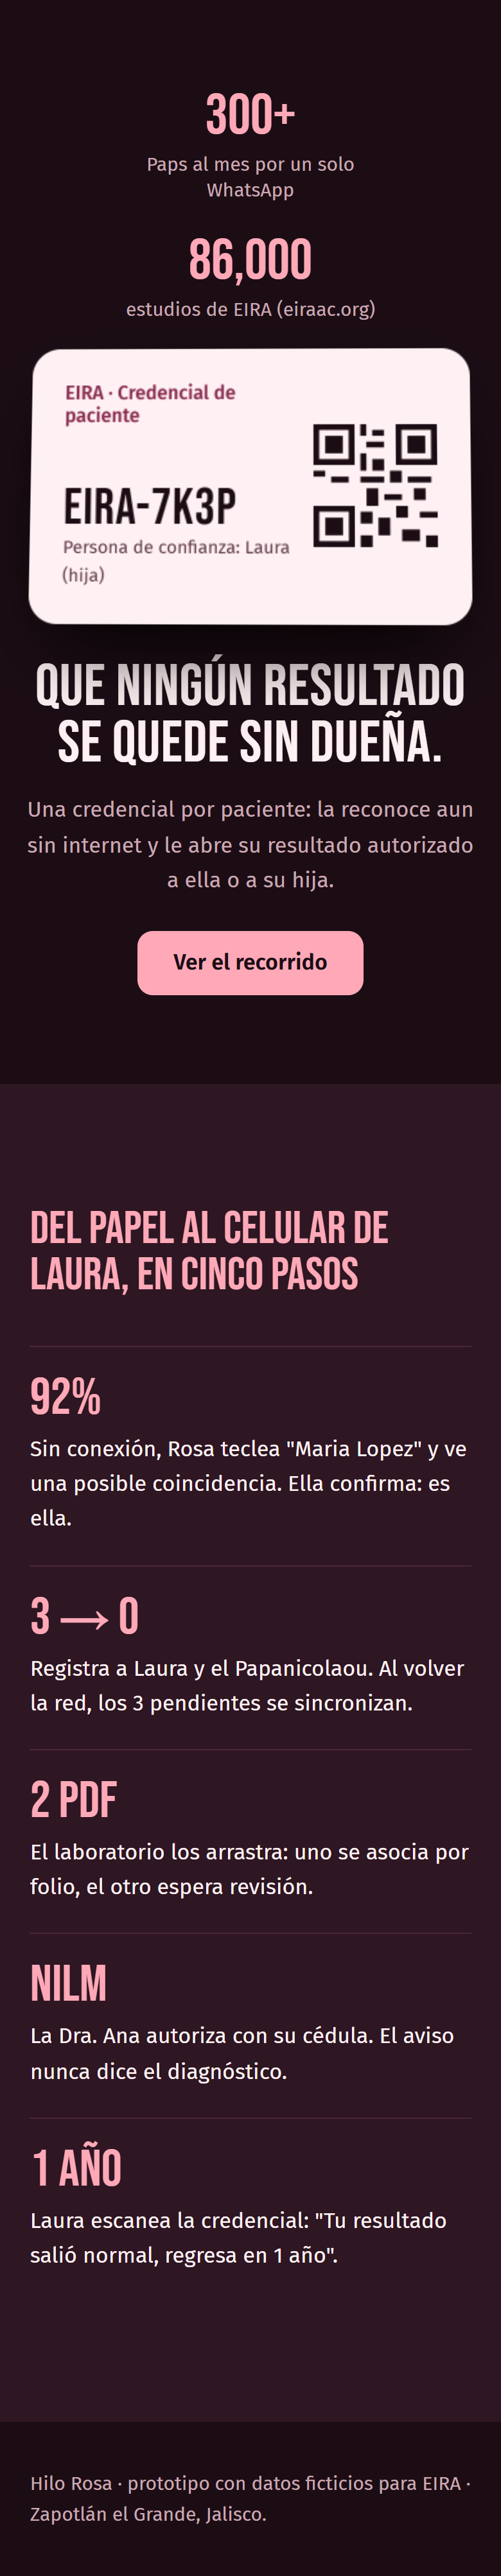 300+
Paps al mes por un solo
WhatsApp
86,000
estudios de EIRA (eiraac.org)
EIRA · Credencial de
paciente
EIRA-7K3P
Persona de confianza: Laura
(hija)
QUE NINGÚN RESULTADO
SE QUEDE SIN DUEÑA.
Una credencial por paciente: la reconoce aun
sin internet y le abre su resultado autorizado
a ella o a su hija.
Ver el recorrido
DEL PAPEL AL CELULAR DE
LAURA, EN CINCO PASOS
92%
Sin conexión, Rosa teclea "Maria Lopez" y ve
una posible coincidencia. Ella confirma: es
ella.
3 → 0
Registra a Laura y el Papanicolaou. Al volver
la red, los 3 pendientes se sincronizan.
2 PDF
El laboratorio los arrastra: uno se asocia por
folio, el otro espera revisión.
NILM
La Dra. Ana autoriza con su cédula. El aviso
nunca dice el diagnóstico.
1 AÑO
Laura escanea la credencial: "Tu resultado
salió normal, regresa en 1 año".
Hilo Rosa · prototipo con datos ficticios para EIRA ·
Zapotlán el Grande, Jalisco.